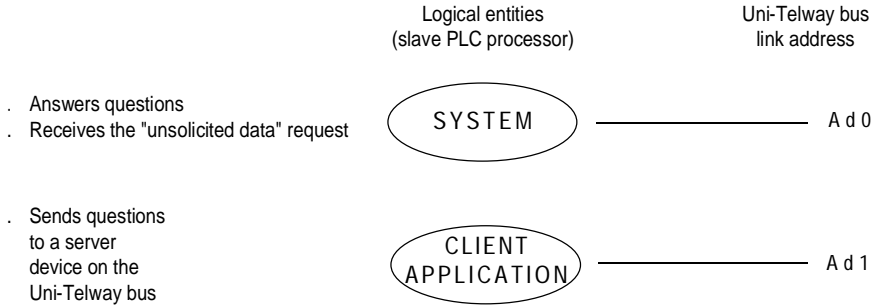 Logical entities
(slave PLC processor)
Uni-Telway bus
link address
. Answers questions
. Receives the "unsolicited data" request
SYSTEM
Ad0
. Sends questions
to a server
device on the
Uni-Telway bus
CLIENT
APPLICATION
Ad1